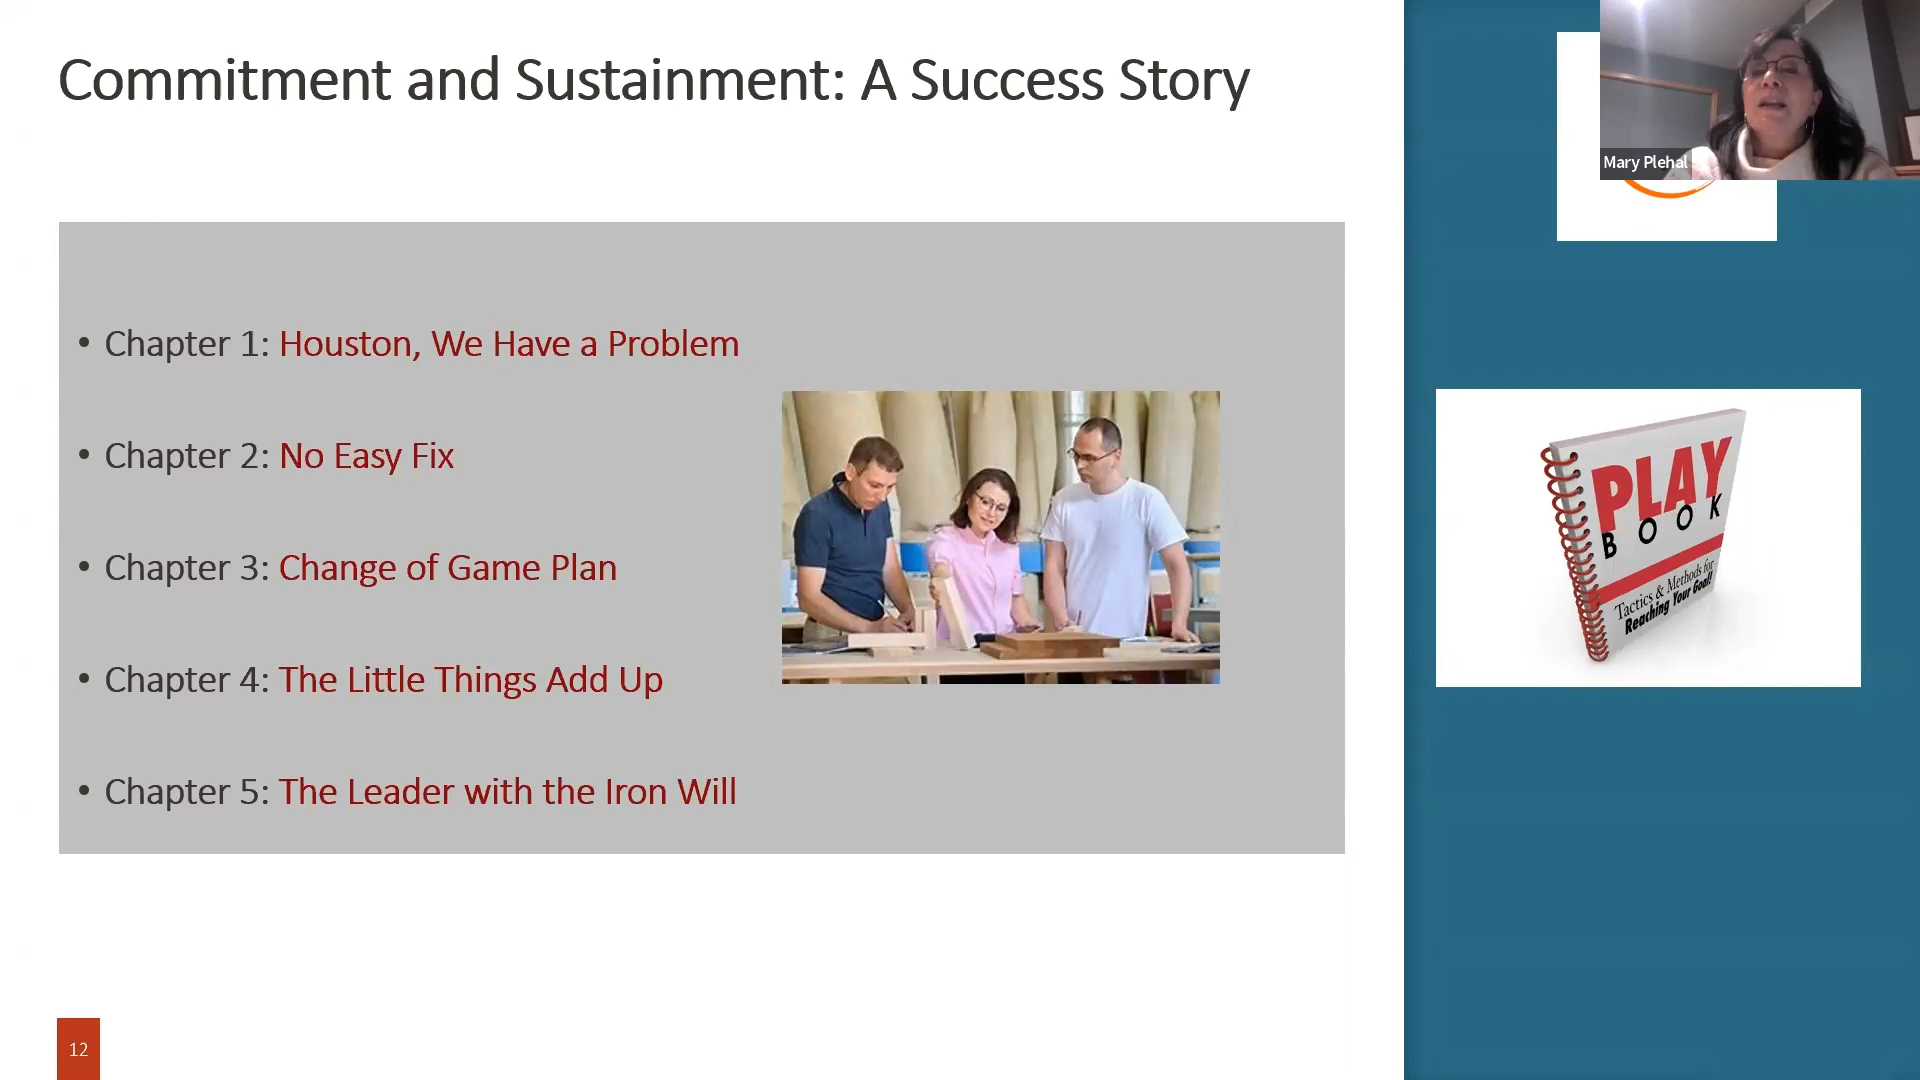 Commitment and Sustainment: A Success Story
Mary Plehal
• Chapter 1: Houston, We Have a Problem
• Chapter 2: No Easy Fix
• Chapter 3: Change of Game Plan
• Chapter 4: The Little Things Add Up
• Chapter 5: The Leader with the Iron Will
PLAY
BOOK
Tactics & Methods for
Reaching Your Goal!
12